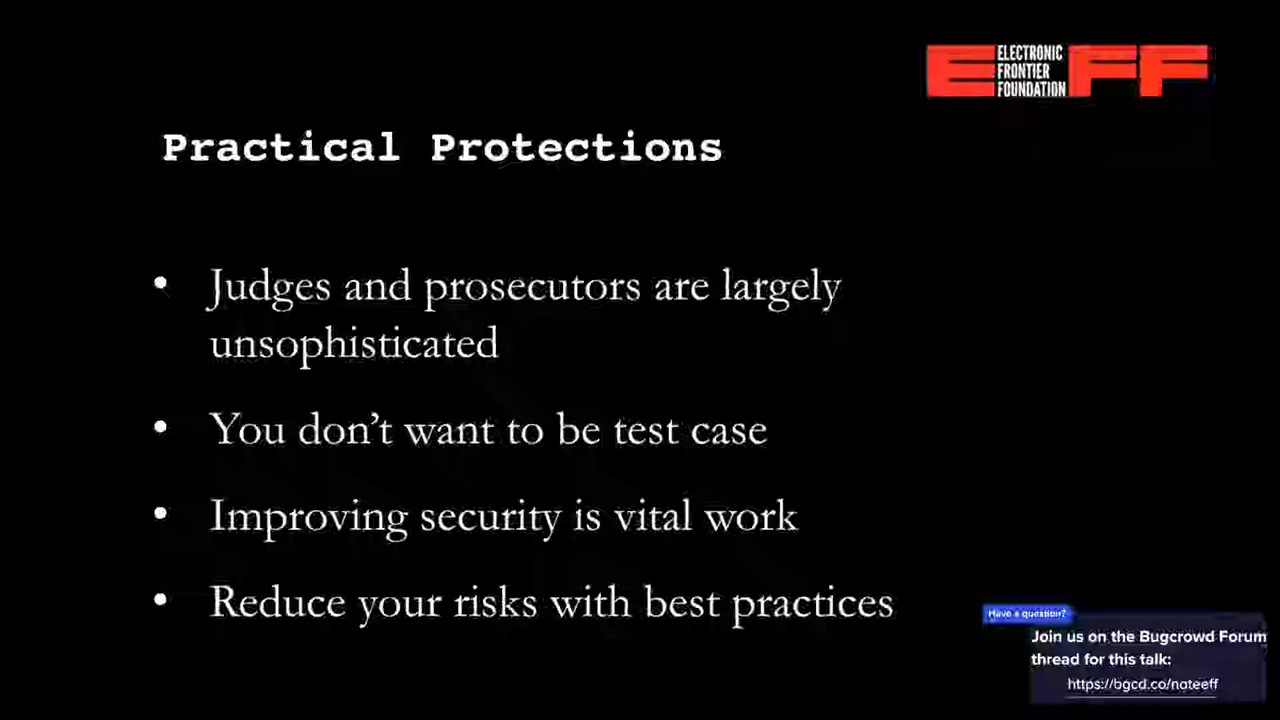 EFF ELECTRONIC
FRONTIER
FOUNDATION
Practical Protections
• Judges and prosecutors are largely
unsophisticated
• You don’t want to be test case
• Improving security is vital work
• Reduce your risks with best practices
Have a question?
Join us on the Bugcrowd Forum
thread for this talk:
https://bgcd.co/nateeff